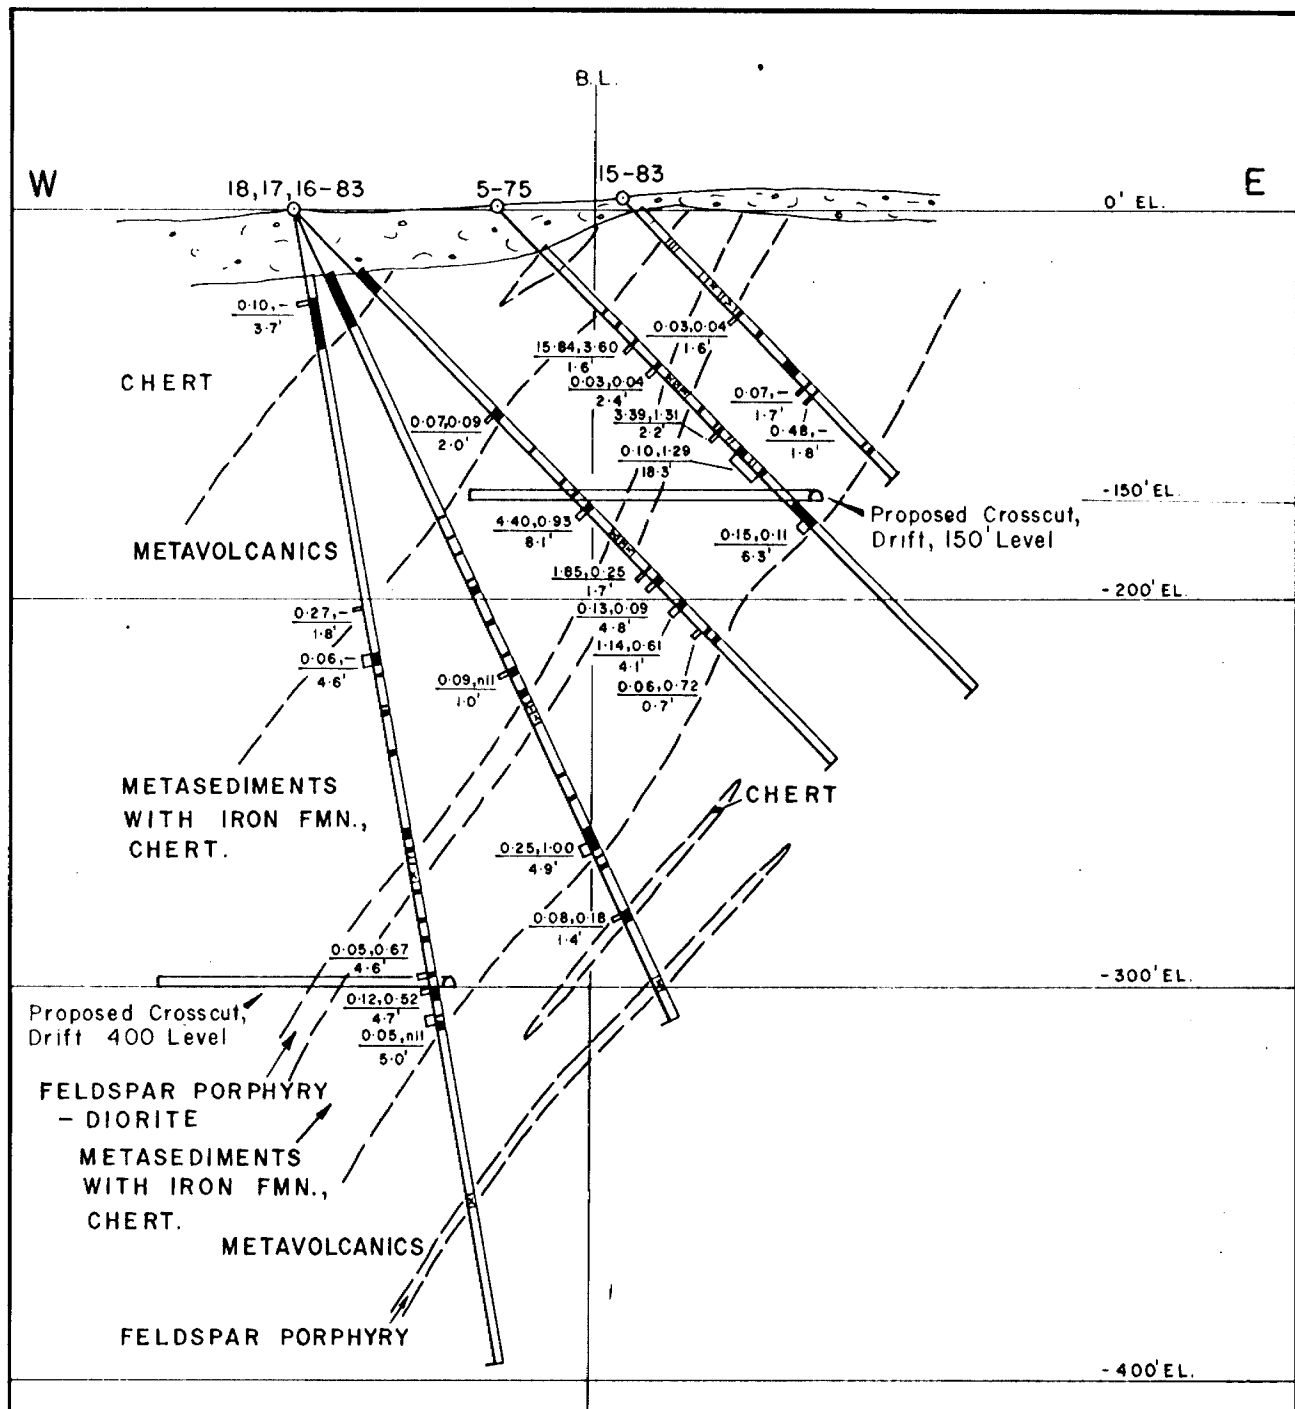 B.L.
W
18,17,16-83
5-75
15-83
E
0' EL.
0.10,-
3.7'
CHERT
15.84,3.60
1.6'
0.03,0.04
2.4'
0.03,0.04
1.6'
0.07,0.09
2.0'
3.39,1.31
2.2'
0.07,-
1.7'
0.48,-
1.8'
0.10,1.29
18.3'
-150' EL.
4.40,0.93
8.1'
Proposed Crosscut,
Drift, 150' Level
0.15,0.11
6.3'
METAVOLCANICS
1.85,0.25
1.7'
-200' EL.
0.27,-
1.8'
0.13,0.09
4.8'
0.06,-
4.6'
1.14,0.61
4.1'
0.09,nil
1.0'
0.06,0.72
0.7'
METASEDIMENTS
WITH IRON FMN.,
CHERT.
CHERT
0.25,1.00
4.9'
0.08,0.18
1.4'
0.05,0.67
4.6'
-300' EL.
Proposed Crosscut,
Drift 400 Level
0.12,0.52
4.7'
0.05,nil
5.0'
FELDSPAR PORPHYRY
- DIORITE
METASEDIMENTS
WITH IRON FMN.,
CHERT.
METAVOLCANICS
FELDSPAR PORPHYRY
-400' EL.